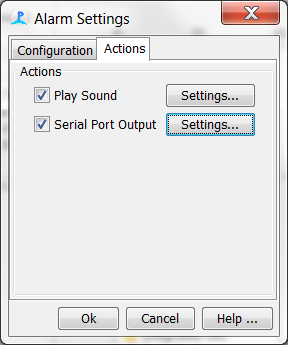 Alarm Settings
Configuration Actions
Actions
Play Sound Settings...
Serial Port Output Settings...
Ok Cancel Help ...